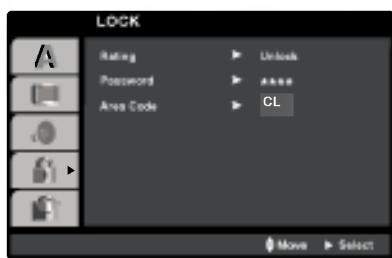 LOCK
Rating ► Unlock
Password ► ****
Area Code ► CL
Move ► Select